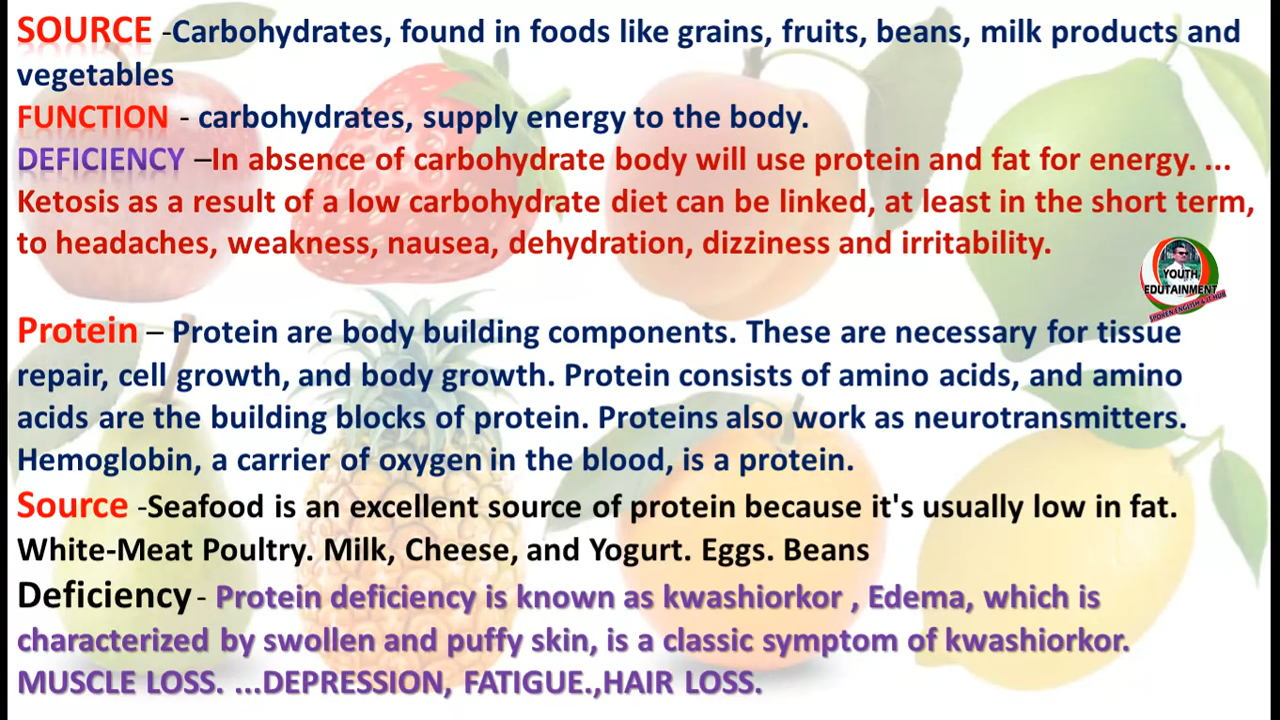 SOURCE -Carbohydrates, found in foods like grains, fruits, beans, milk products and
vegetables
FUNCTION - carbohydrates, supply energy to the body.
DEFICIENCY –In absence of carbohydrate body will use protein and fat for energy. ...
Ketosis as a result of a low carbohydrate diet can be linked, at least in the short term,
to headaches, weakness, nausea, dehydration, dizziness and irritability.
YOUTH
EDUTAINMENT
SPOKEN ENGLISH & IT HUB
Protein – Protein are body building components. These are necessary for tissue
repair, cell growth, and body growth. Protein consists of amino acids, and amino
acids are the building blocks of protein. Proteins also work as neurotransmitters.
Hemoglobin, a carrier of oxygen in the blood, is a protein.
Source -Seafood is an excellent source of protein because it's usually low in fat.
White-Meat Poultry. Milk, Cheese, and Yogurt. Eggs. Beans
Deficiency - Protein deficiency is known as kwashiorkor , Edema, which is
characterized by swollen and puffy skin, is a classic symptom of kwashiorkor.
MUSCLE LOSS. ...DEPRESSION, FATIGUE.,HAIR LOSS.